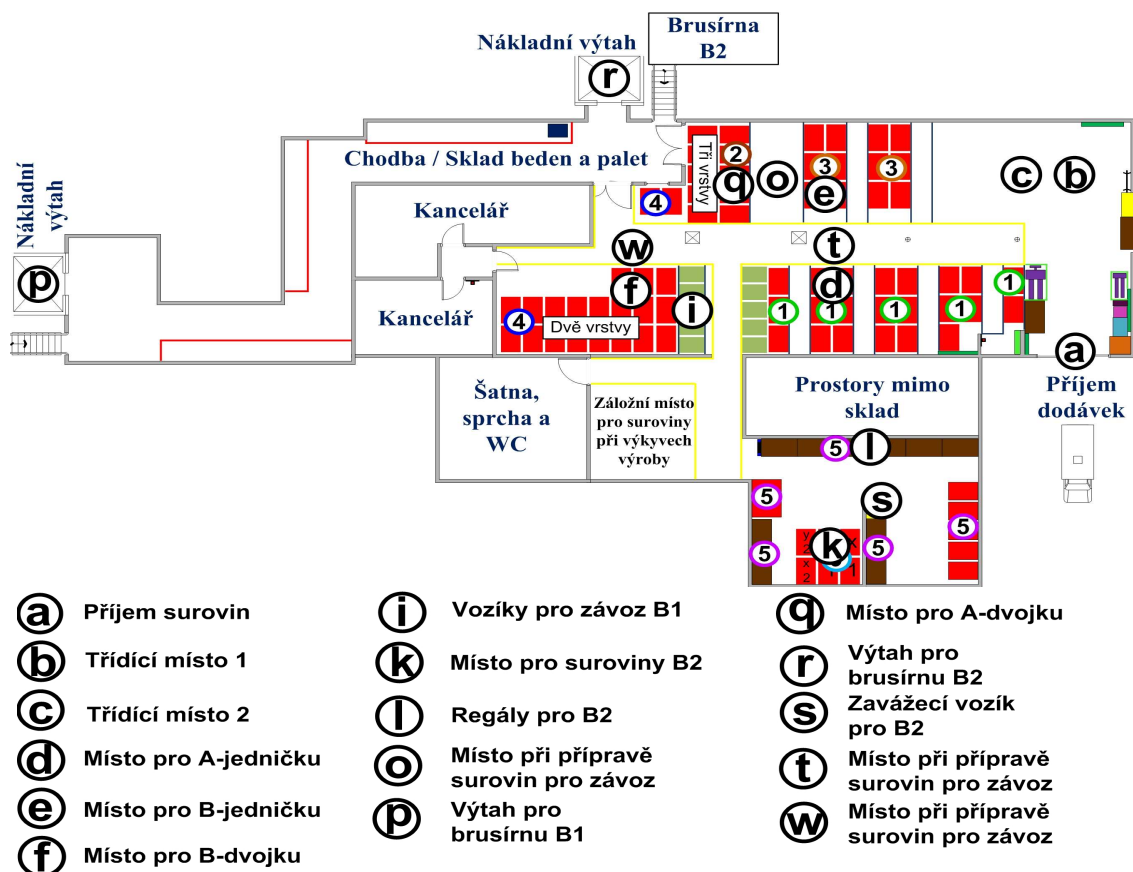 Brusírna
B2
Nákladní výtah
r
Nákladní
výtah
p
Chodba / Sklad beden a palet
Tři vrstvy
2
q
o
3
e
3
c
b
Kancelář
4
w
t
Kancelář
4
Dvě vrstvy
f
i
1
d
1
1
1
1
a
Příjem
dodávek
Šatna,
sprcha a
WC
Záložní místo
pro suroviny
při výkyvech
výroby
Prostory mimo
sklad
5
l
5
s
5
5
5
y
2
x
2
k
x
1
a Příjem surovin
b Třídící místo 1
c Třídící místo 2
d Místo pro A-jedničku
e Místo pro B-jedničku
f Místo pro B-dvojku
i Vozíky pro závoz B1
k Místo pro suroviny B2
l Regály pro B2
o Místo při přípravě
surovin pro závoz
p Výtah pro
brusírnu B1
q Místo pro A-dvojku
r Výtah pro
brusírnu B2
s Zavážecí vozík
pro B2
t Místo při přípravě
surovin pro závoz
w Místo při přípravě
surovin pro závoz